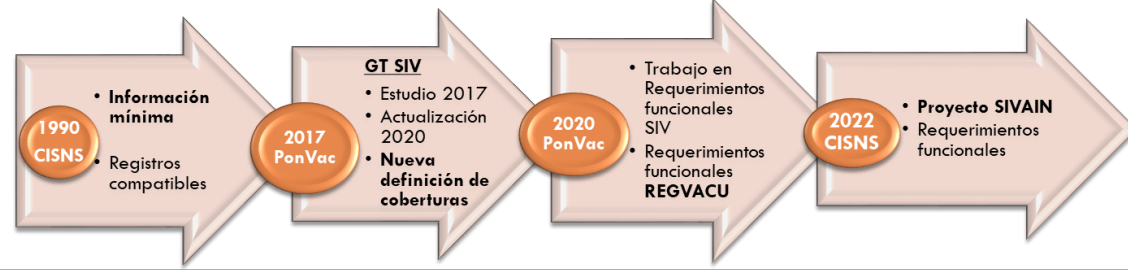 1990
CISNS
• Información
mínima
• Registros
compatibles
2017
PonVac
GT SIV
• Estudio 2017
• Actualización
2020
• Nueva
definición de
coberturas
2020
PonVac
• Trabajo en
Requerimientos
funcionales
SIV
• Requerimientos
funcionales
REGVACU
2022
CISNS
• Proyecto SIVAIN
• Requerimientos
funcionales